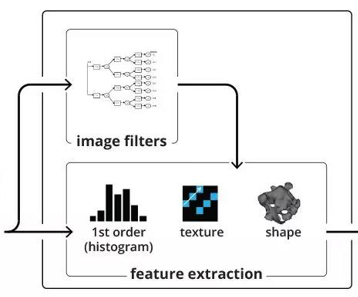 image filters
1st order
(histogram)
texture
shape
feature extraction